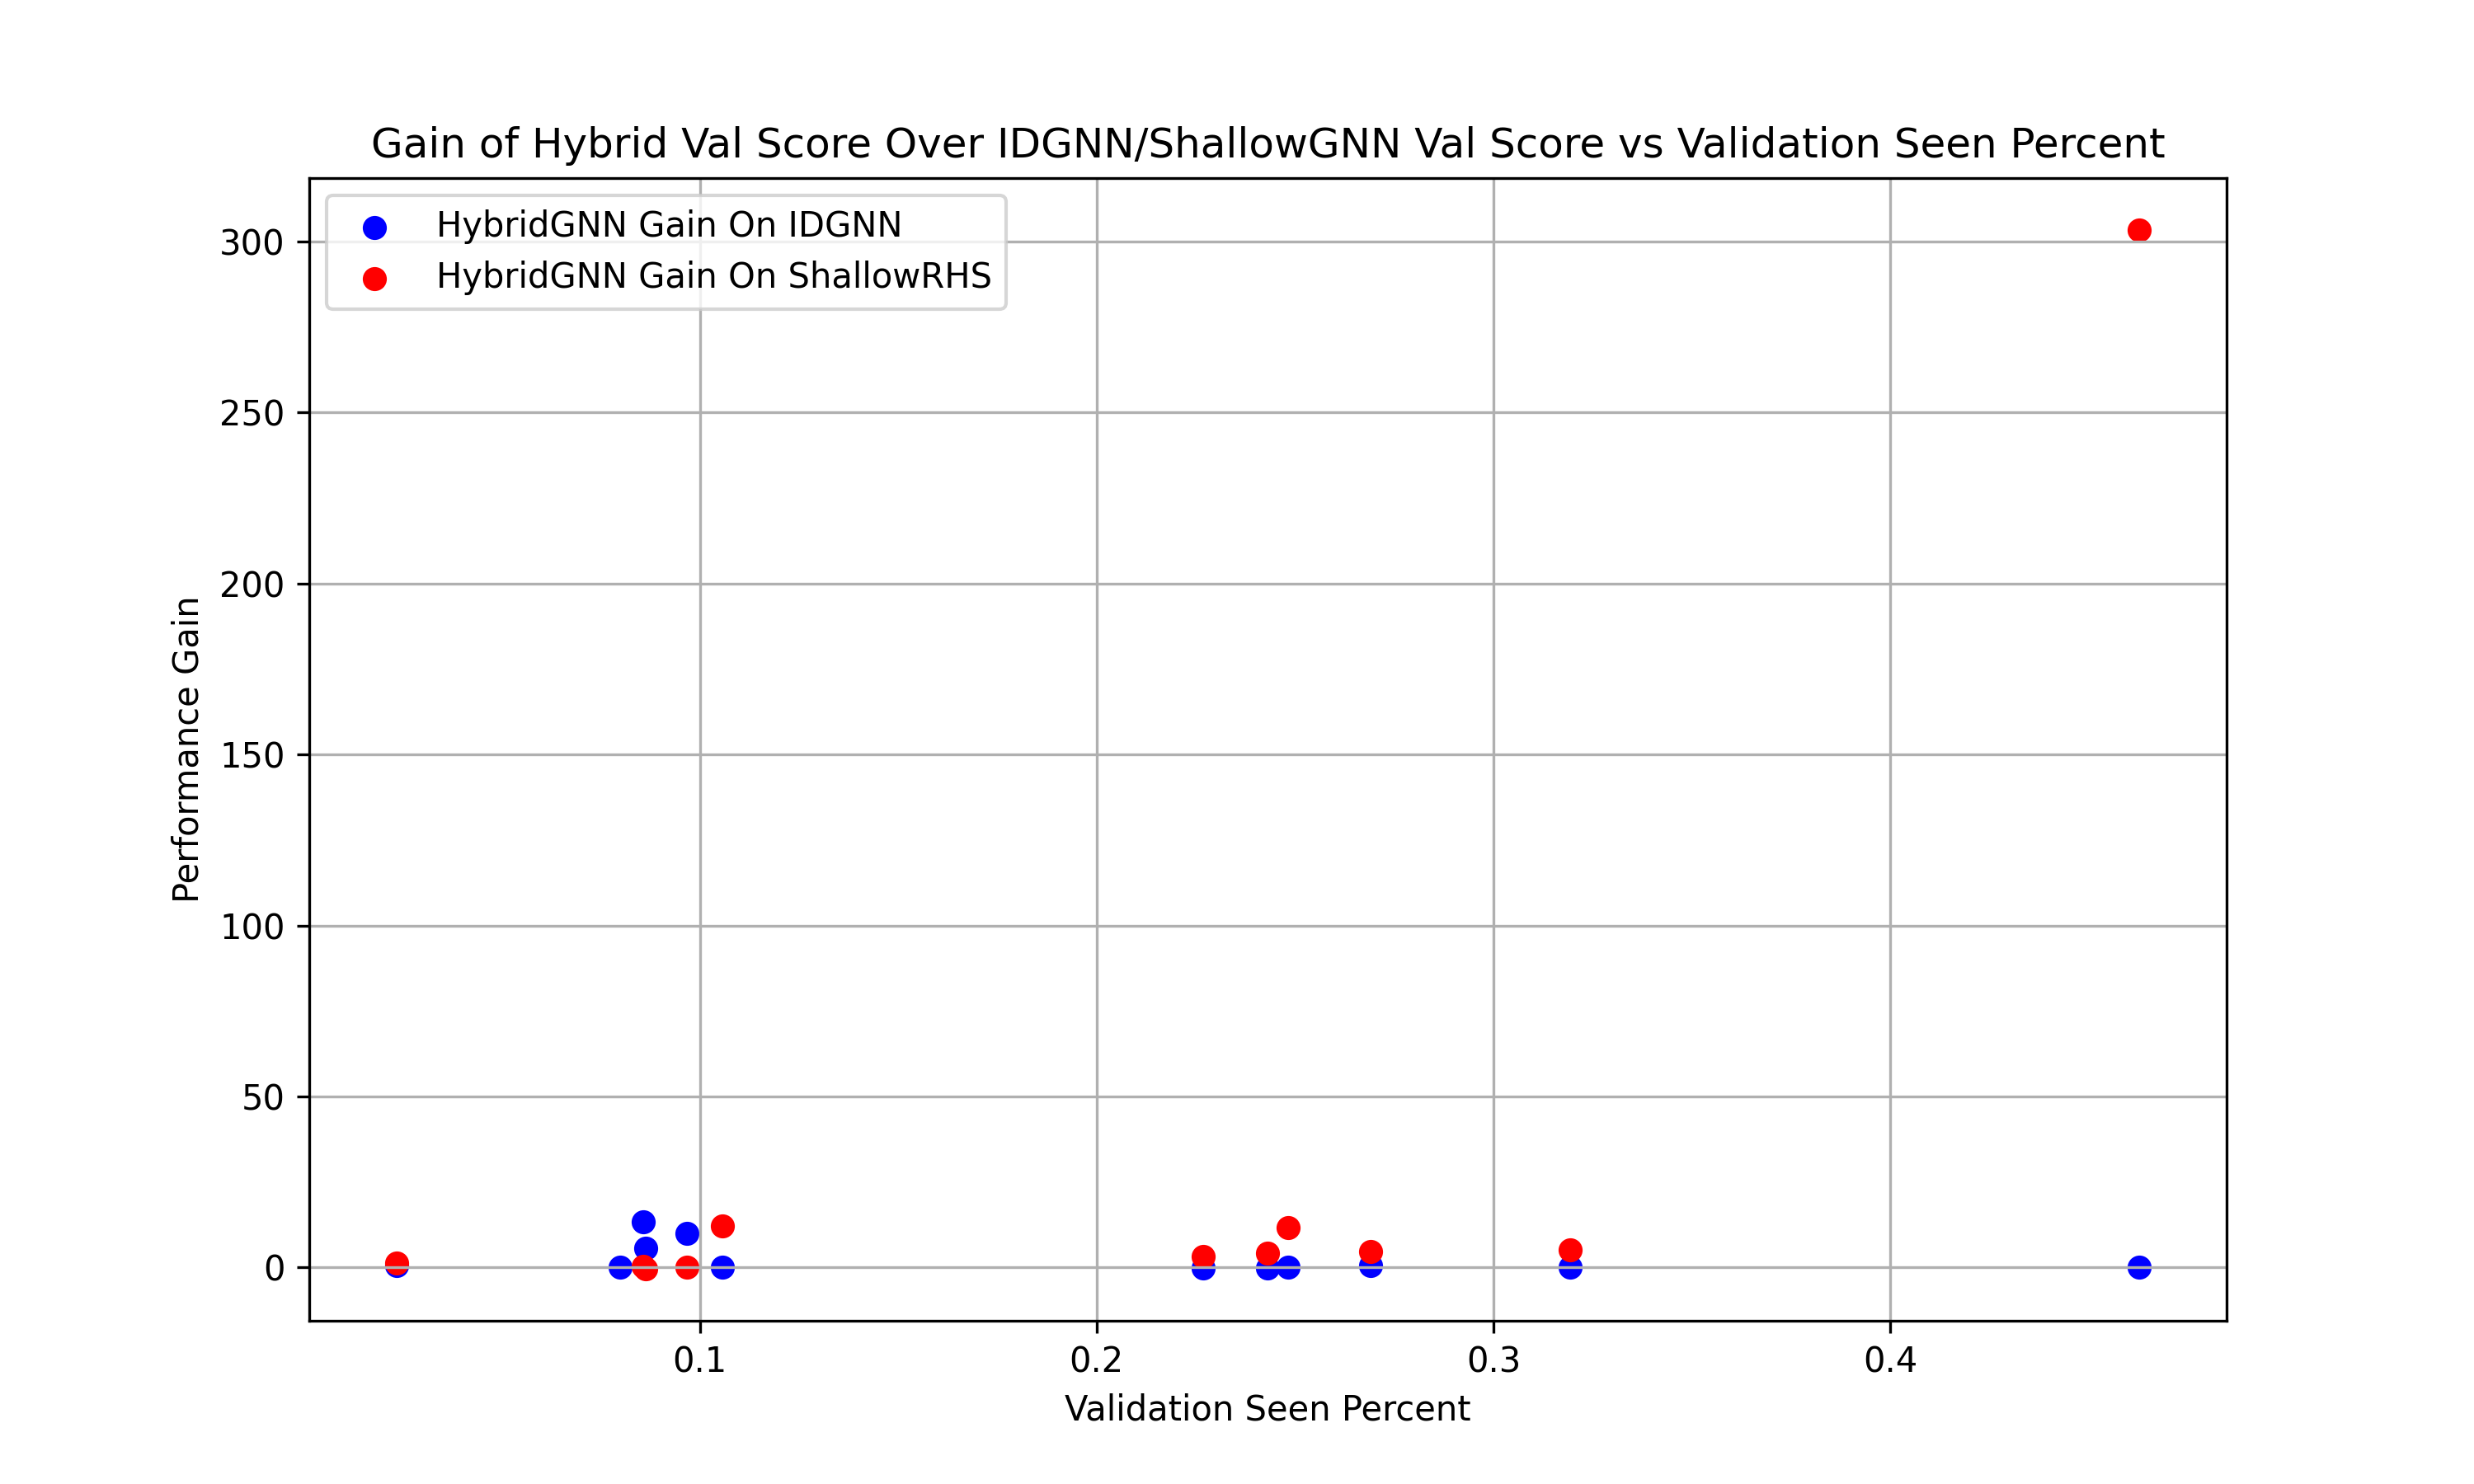 Gain of Hybrid Val Score Over IDGNN/ShallowGNN Val Score vs Validation Seen Percent
HybridGNN Gain On IDGNN
HybridGNN Gain On ShallowRHS
300
250
200
150
100
50
0
Performance Gain
0.1 0.2 0.3 0.4
Validation Seen Percent